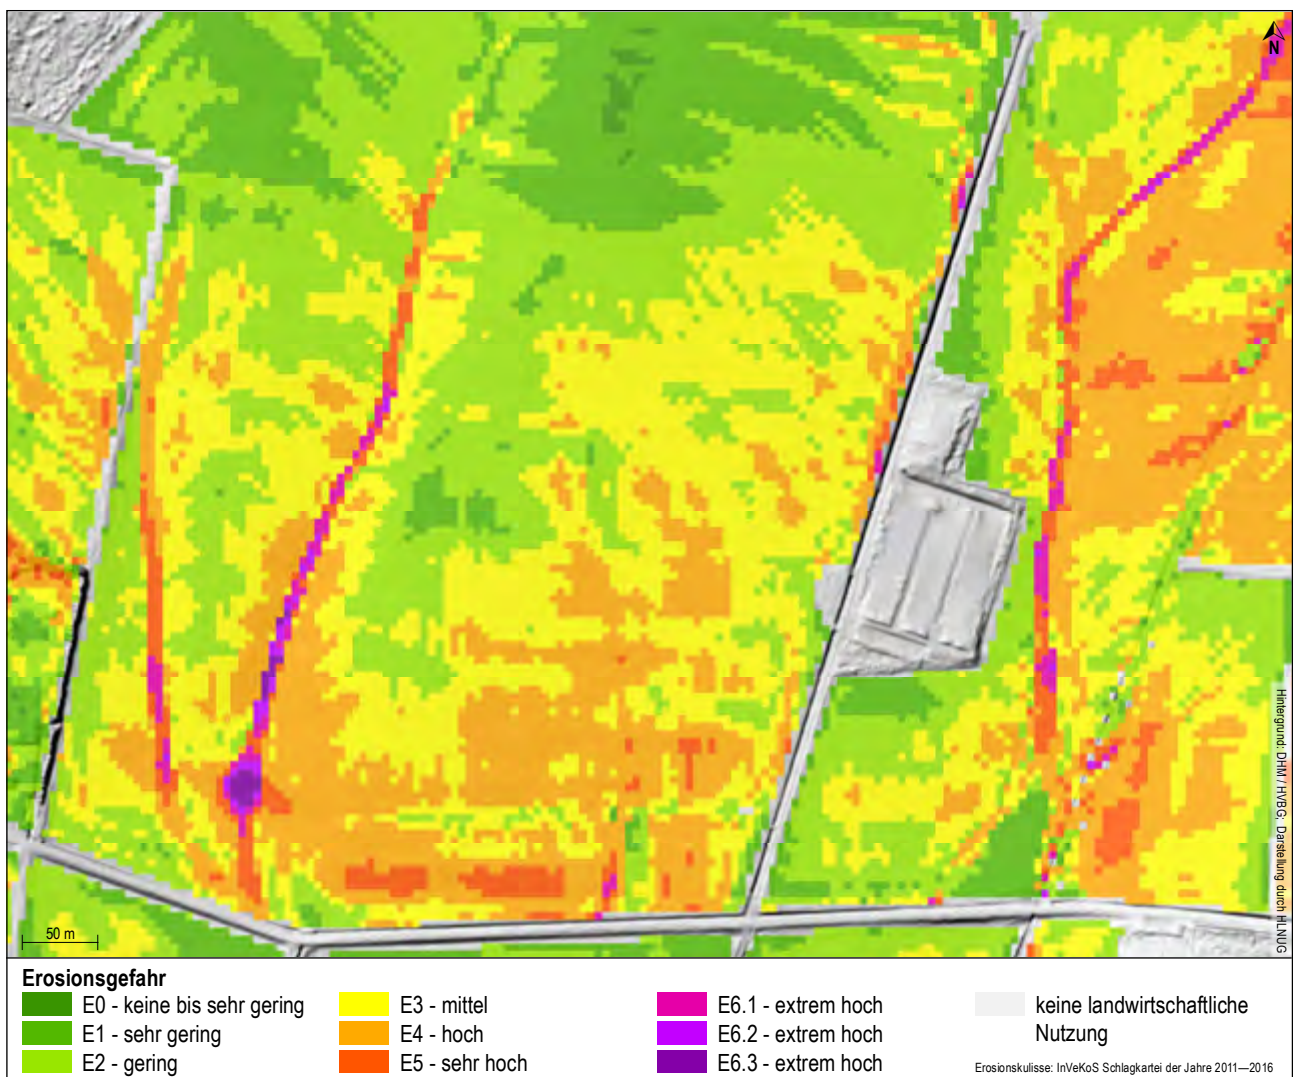 N
Hintergrund: DHM / HVBG; Darstellung durch HLNUG
50 m
Erosionsgefahr
E0 - keine bis sehr gering
E1 - sehr gering
E2 - gering
E3 - mittel
E4 - hoch
E5 - sehr hoch
E6.1 - extrem hoch
E6.2 - extrem hoch
E6.3 - extrem hoch
keine landwirtschaftliche
Nutzung
Erosionskulisse: InVeKoS Schlagkartei der Jahre 2011—2016